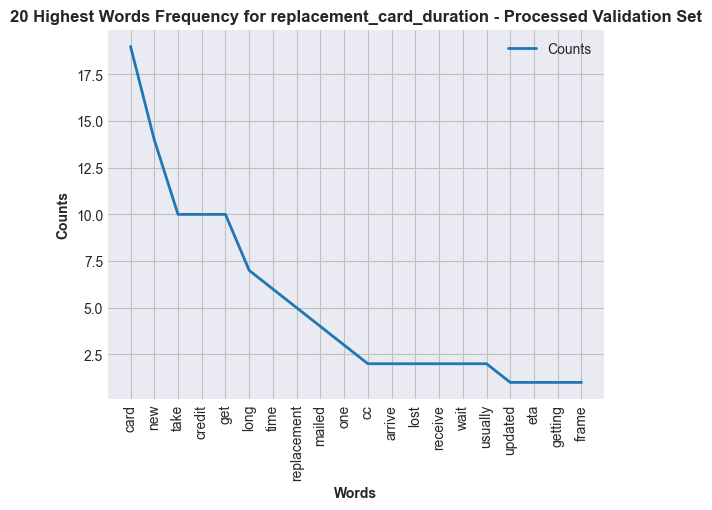 20 Highest Words Frequency for replacement_card_duration - Processed Validation Set
Counts
17.5
15.0
12.5
10.0
7.5
5.0
2.5
Counts
card
new
take
credit
get
long
time
replacement
mailed
one
cc
arrive
lost
receive
wait
usually
updated
eta
getting
frame
Words